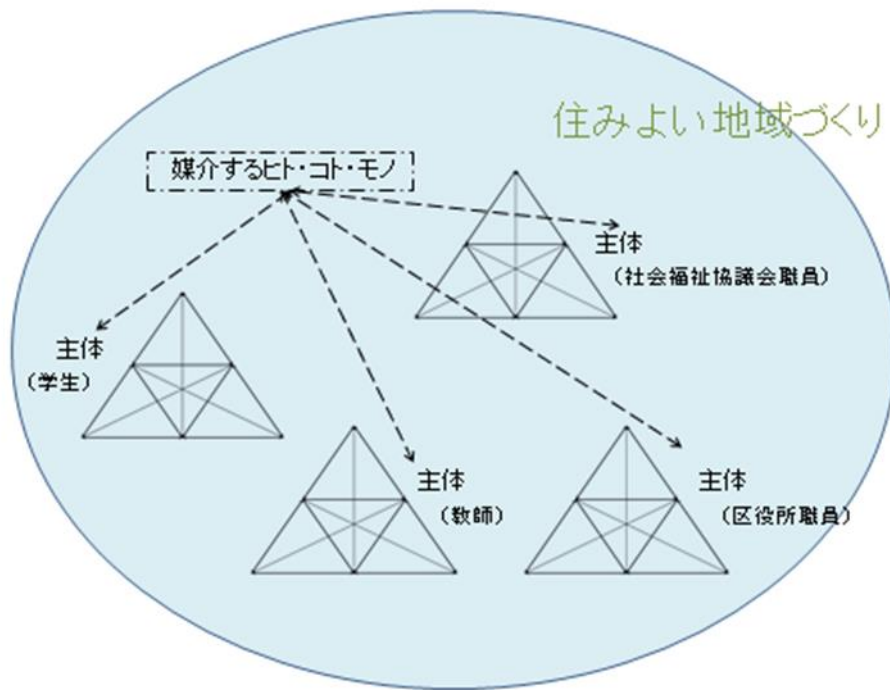 住みよい地域づくり
媒介するヒト・コト・モノ
主体
（社会福祉協議会職員）
主体
（学生）
主体
（教師）
主体
（区役所職員）